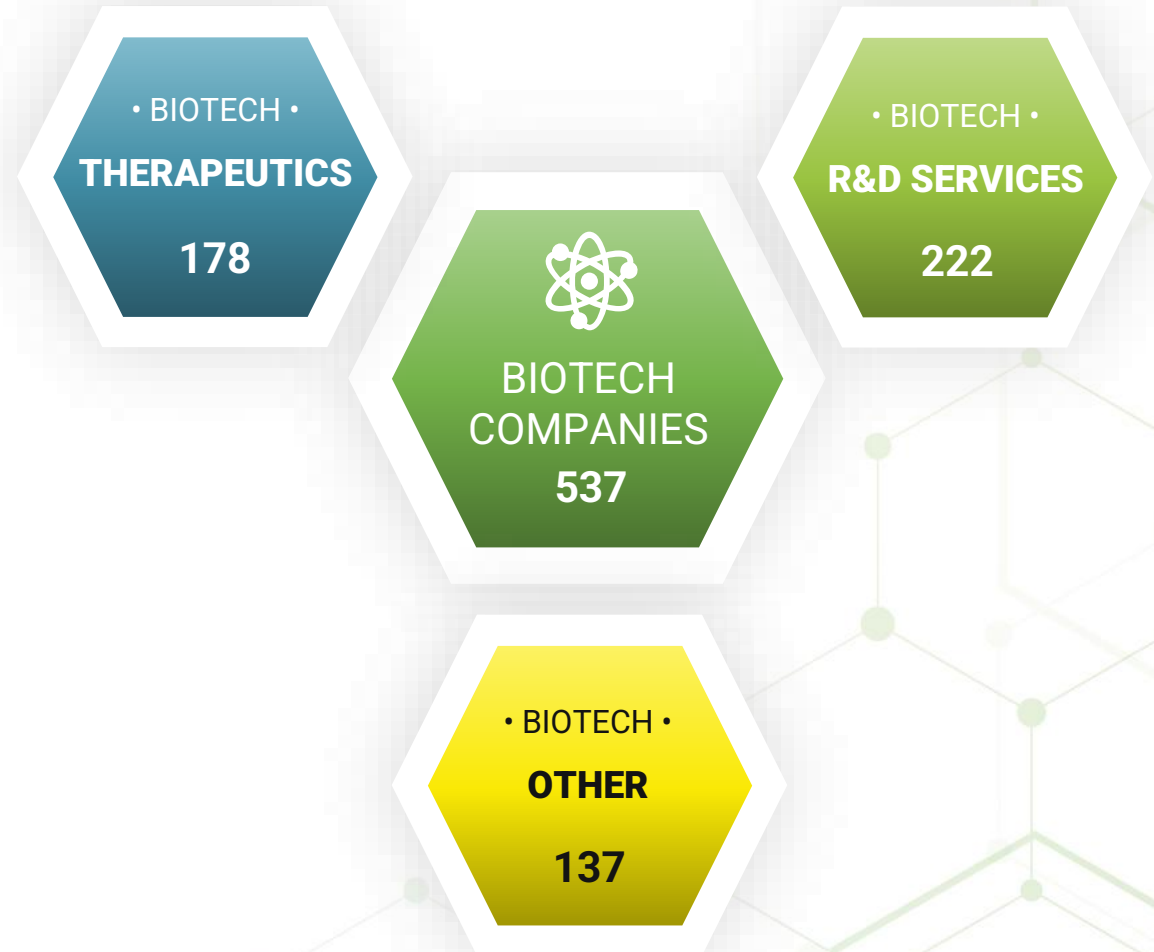 • BIOTECH •
THERAPEUTICS
178
• BIOTECH •
R&D SERVICES
222
BIOTECH
COMPANIES
537
• BIOTECH •
OTHER
137